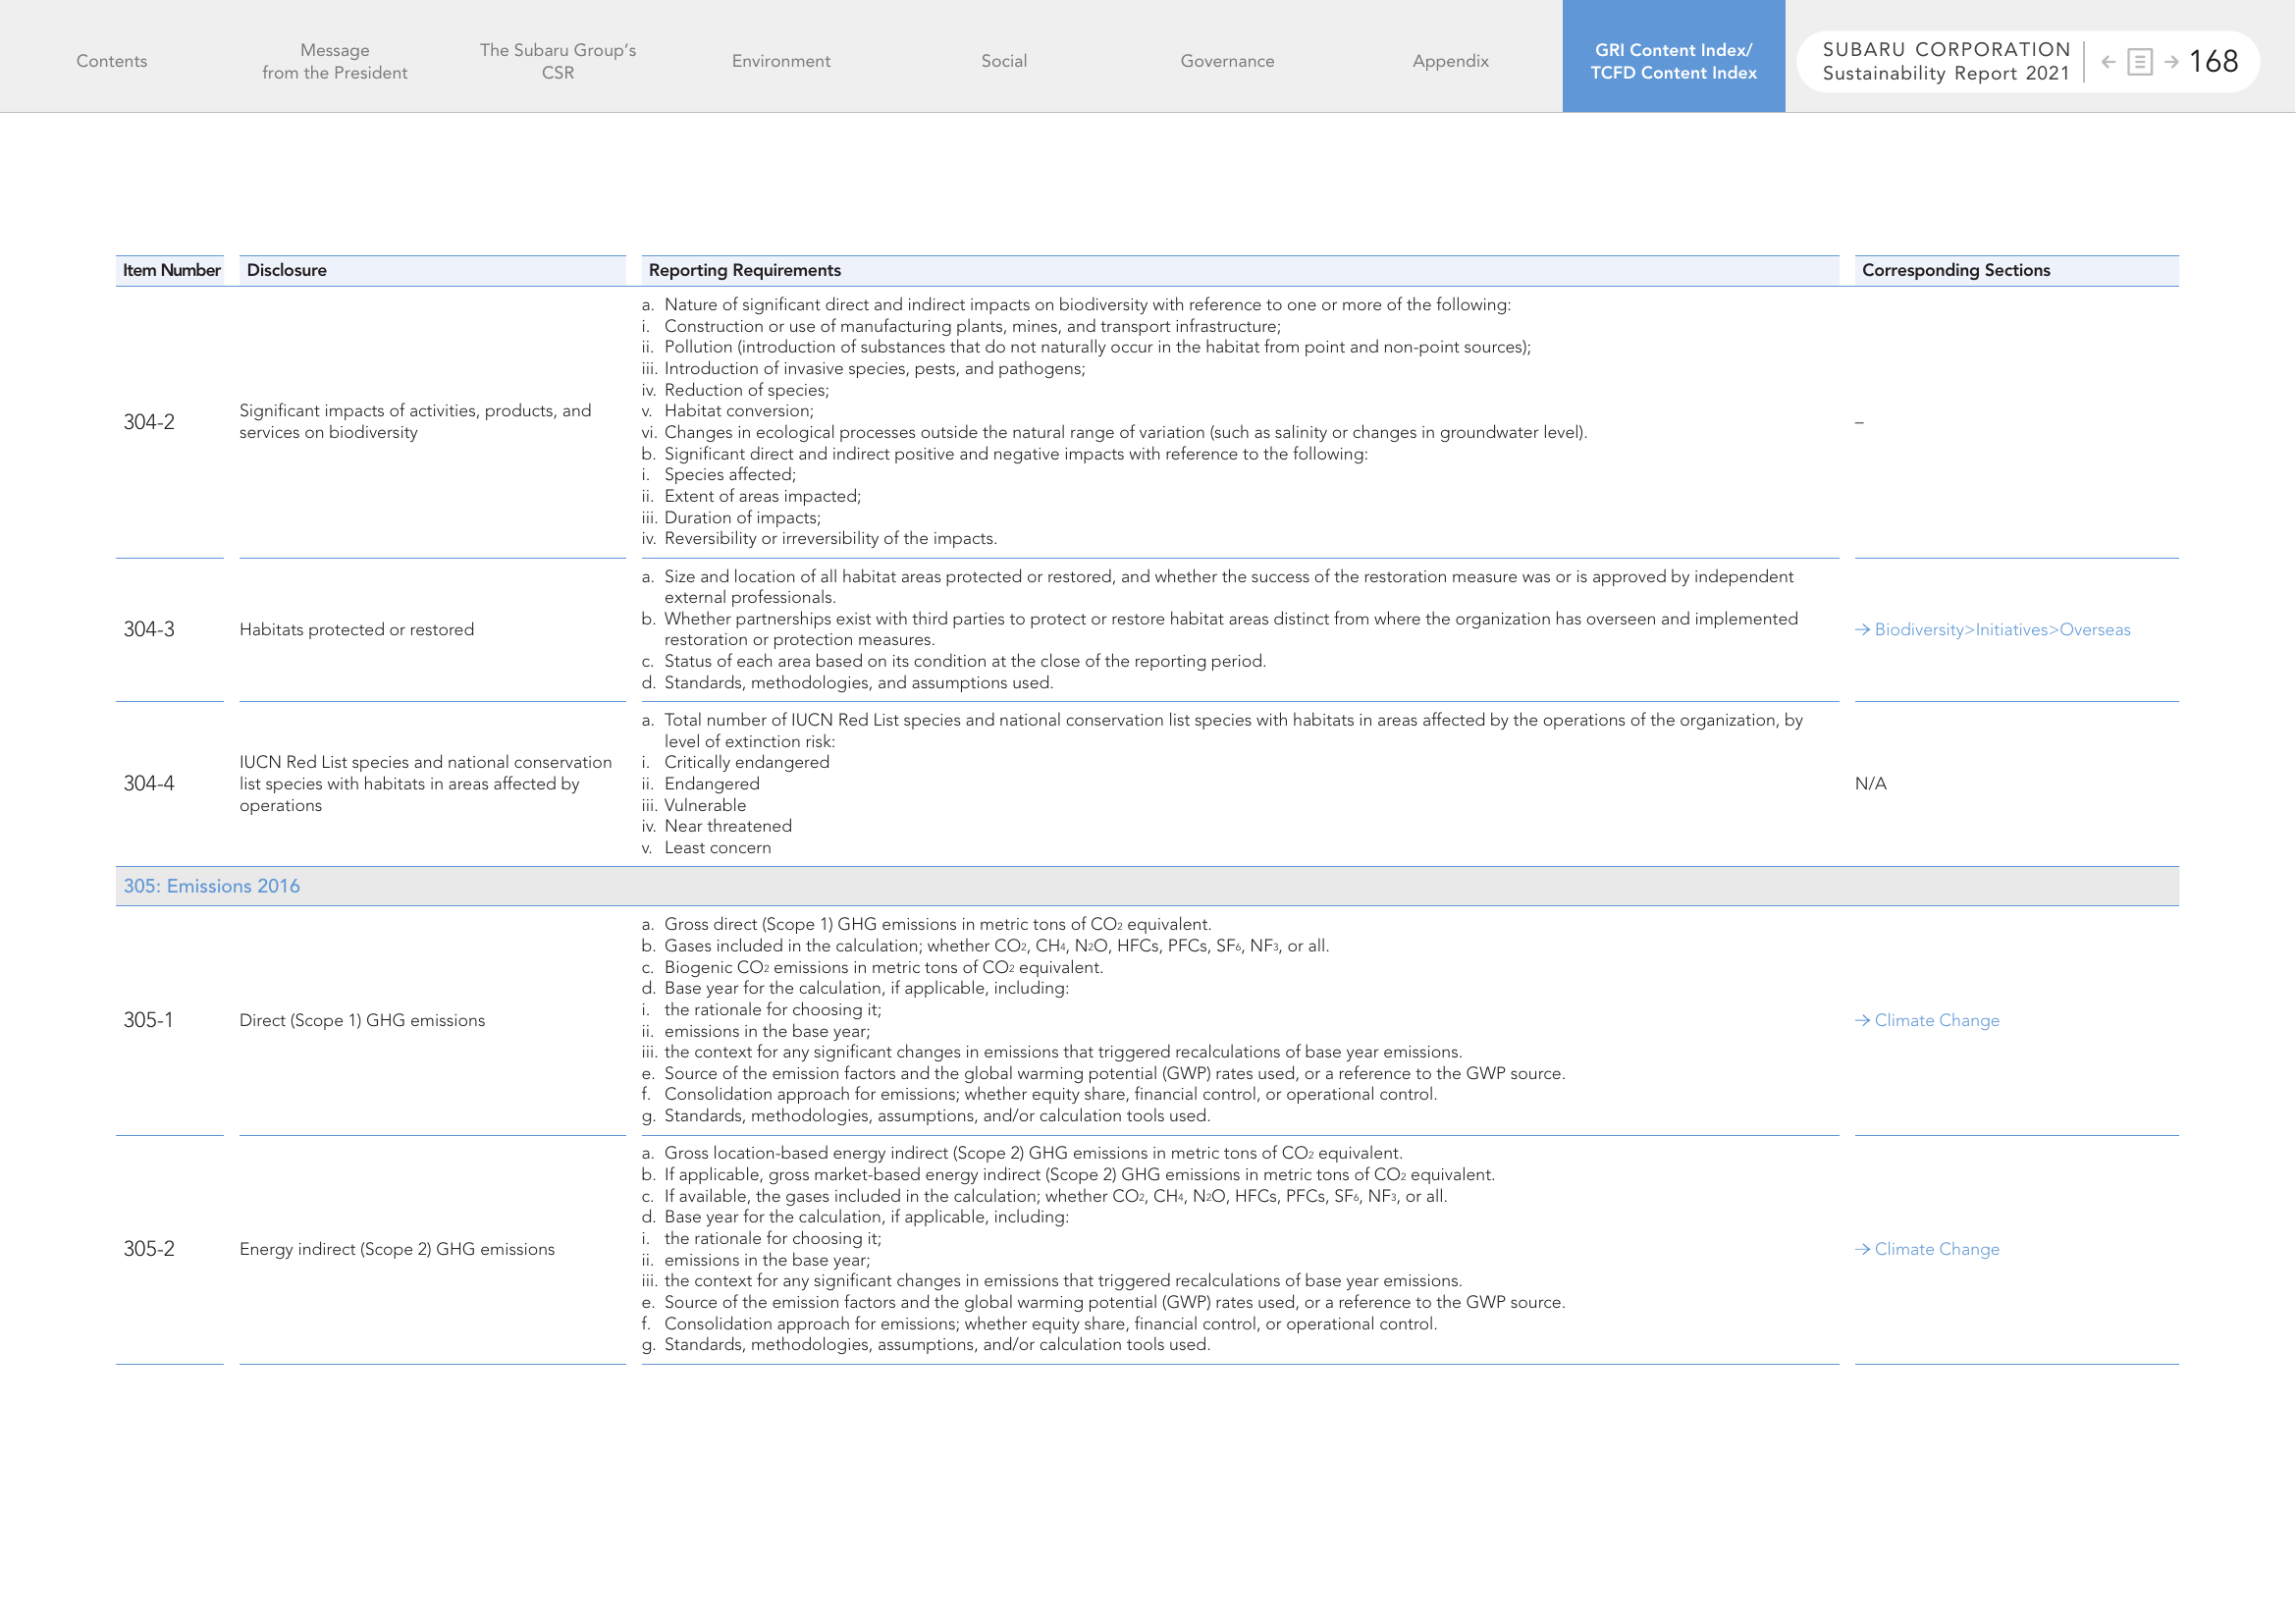 Contents
Message
from the President
The Subaru Group's
CSR
Environment
Social
Governance
Appendix
GRI Content Index/
TCFD Content Index
SUBARU CORPORATION
Sustainability Report 2021
168
Item Number
Disclosure
Reporting Requirements
Corresponding Sections
304-2
Significant impacts of activities, products, and
services on biodiversity
a. Nature of significant direct and indirect impacts on biodiversity with reference to one or more of the following:
i. Construction or use of manufacturing plants, mines, and transport infrastructure;
ii. Pollution (introduction of substances that do not naturally occur in the habitat from point and non-point sources);
iii. Introduction of invasive species, pests, and pathogens;
iv. Reduction of species;
v. Habitat conversion;
vi. Changes in ecological processes outside the natural range of variation (such as salinity or changes in groundwater level).
b. Significant direct and indirect positive and negative impacts with reference to the following:
i. Species affected;
ii. Extent of areas impacted;
iii. Duration of impacts;
iv. Reversibility or irreversibility of the impacts.
–
304-3
Habitats protected or restored
a. Size and location of all habitat areas protected or restored, and whether the success of the restoration measure was or is approved by independent
external professionals.
b. Whether partnerships exist with third parties to protect or restore habitat areas distinct from where the organization has overseen and implemented
restoration or protection measures.
c. Status of each area based on its condition at the close of the reporting period.
d. Standards, methodologies, and assumptions used.
→ Biodiversity>Initiatives>Overseas
304-4
IUCN Red List species and national conservation
list species with habitats in areas affected by
operations
a. Total number of IUCN Red List species and national conservation list species with habitats in areas affected by the operations of the organization, by
level of extinction risk:
i. Critically endangered
ii. Endangered
iii. Vulnerable
iv. Near threatened
v. Least concern
N/A
305: Emissions 2016
305-1
Direct (Scope 1) GHG emissions
a. Gross direct (Scope 1) GHG emissions in metric tons of CO₂ equivalent.
b. Gases included in the calculation; whether CO₂, CH₄, N₂O, HFCs, PFCs, SF₆, NF₃, or all.
c. Biogenic CO₂ emissions in metric tons of CO₂ equivalent.
d. Base year for the calculation, if applicable, including:
i. the rationale for choosing it;
ii. emissions in the base year;
iii. the context for any significant changes in emissions that triggered recalculations of base year emissions.
e. Source of the emission factors and the global warming potential (GWP) rates used, or a reference to the GWP source.
f. Consolidation approach for emissions; whether equity share, financial control, or operational control.
g. Standards, methodologies, assumptions, and/or calculation tools used.
→ Climate Change
305-2
Energy indirect (Scope 2) GHG emissions
a. Gross location-based energy indirect (Scope 2) GHG emissions in metric tons of CO₂ equivalent.
b. If applicable, gross market-based energy indirect (Scope 2) GHG emissions in metric tons of CO₂ equivalent.
c. If available, the gases included in the calculation; whether CO₂, CH₄, N₂O, HFCs, PFCs, SF₆, NF₃, or all.
d. Base year for the calculation, if applicable, including:
i. the rationale for choosing it;
ii. emissions in the base year;
iii. the context for any significant changes in emissions that triggered recalculations of base year emissions.
e. Source of the emission factors and the global warming potential (GWP) rates used, or a reference to the GWP source.
f. Consolidation approach for emissions; whether equity share, financial control, or operational control.
g. Standards, methodologies, assumptions, and/or calculation tools used.
→ Climate Change